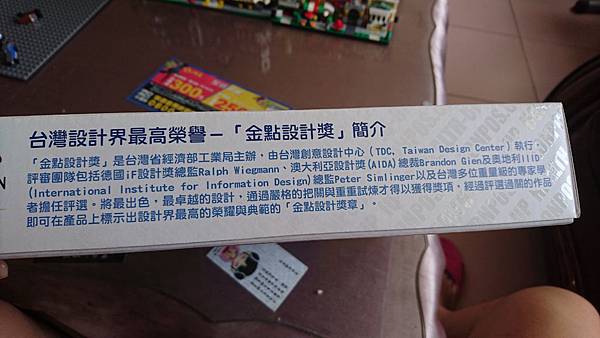 台灣設計界最高榮譽－「金點設計獎」簡介
「金點設計獎」是台灣省經濟部工業局主辦，由台灣創意設計中心（TDC, Taiwan Design Center）執行，
評審團隊包括德國iF設計獎總監Ralph Wiegmann、澳大利亞設計獎(AIDA)總裁Brandon Gien及奧地利IIID
(International Institute for Information Design)總監Peter Simlinger以及台灣多位重量級的專家學
者擔任評選。將最出色，最卓越的設計，通過嚴格的把關與重重試煉才得以獲得獎項，經過評選過關的作品
即可在產品上標示出設計界最高的榮耀與典範的「金點設計獎章」。
N
300
25